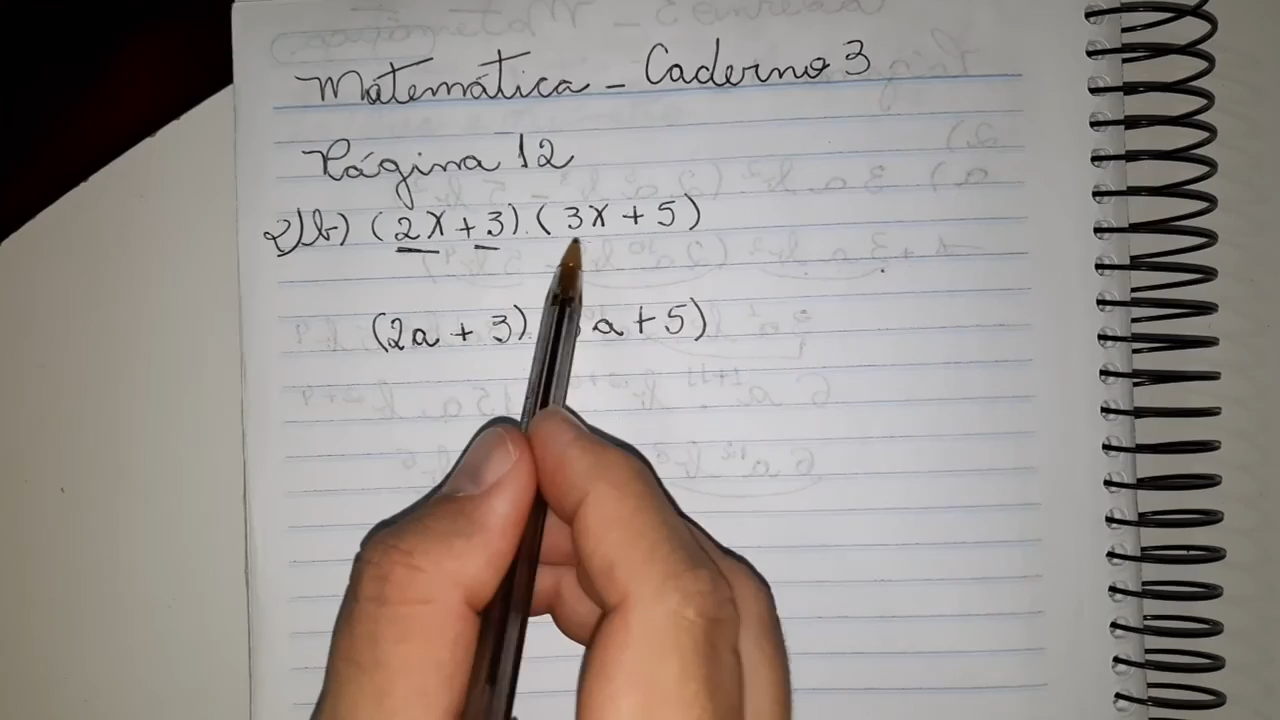 Matemática - Caderno 3
Página 12
2) b) (2x + 3) . (3x + 5)
(2a + 3) . a + 5)